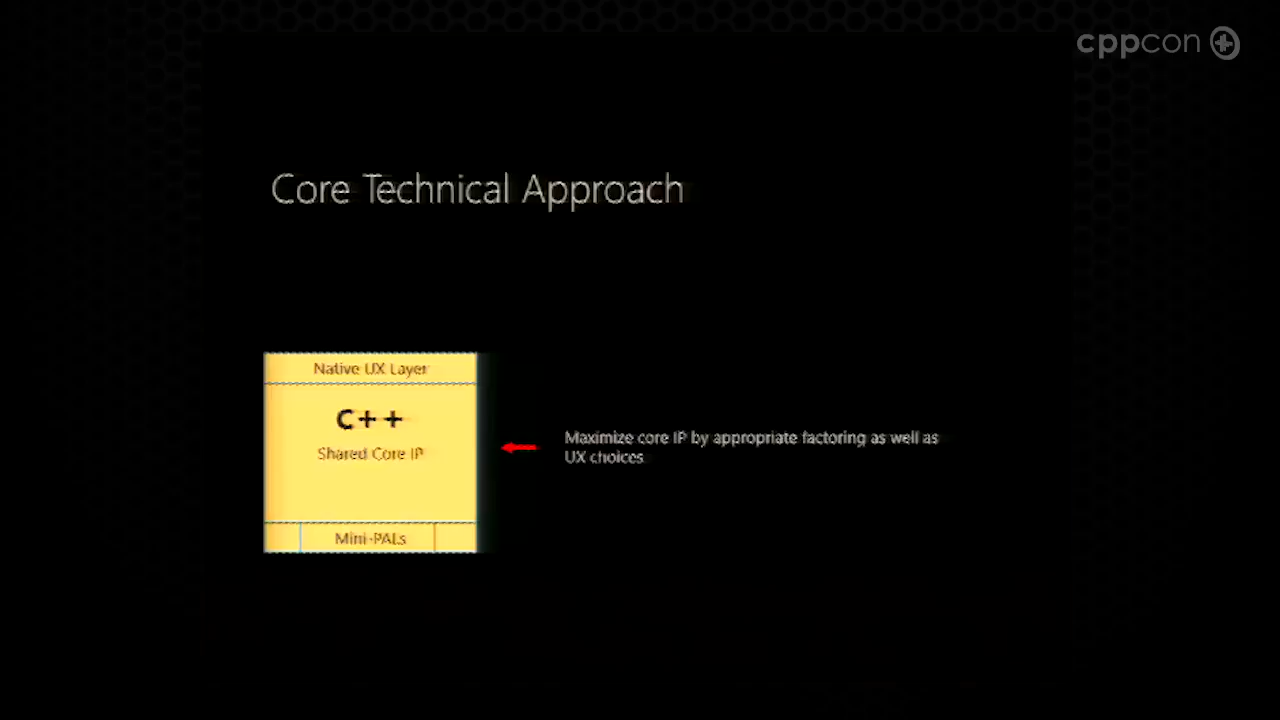 cppcon
Core Technical Approach
Native UX Layer
C++
Shared Core IP
Maximize core IP by appropriate factoring as well as
UX choices
Mini-PALs